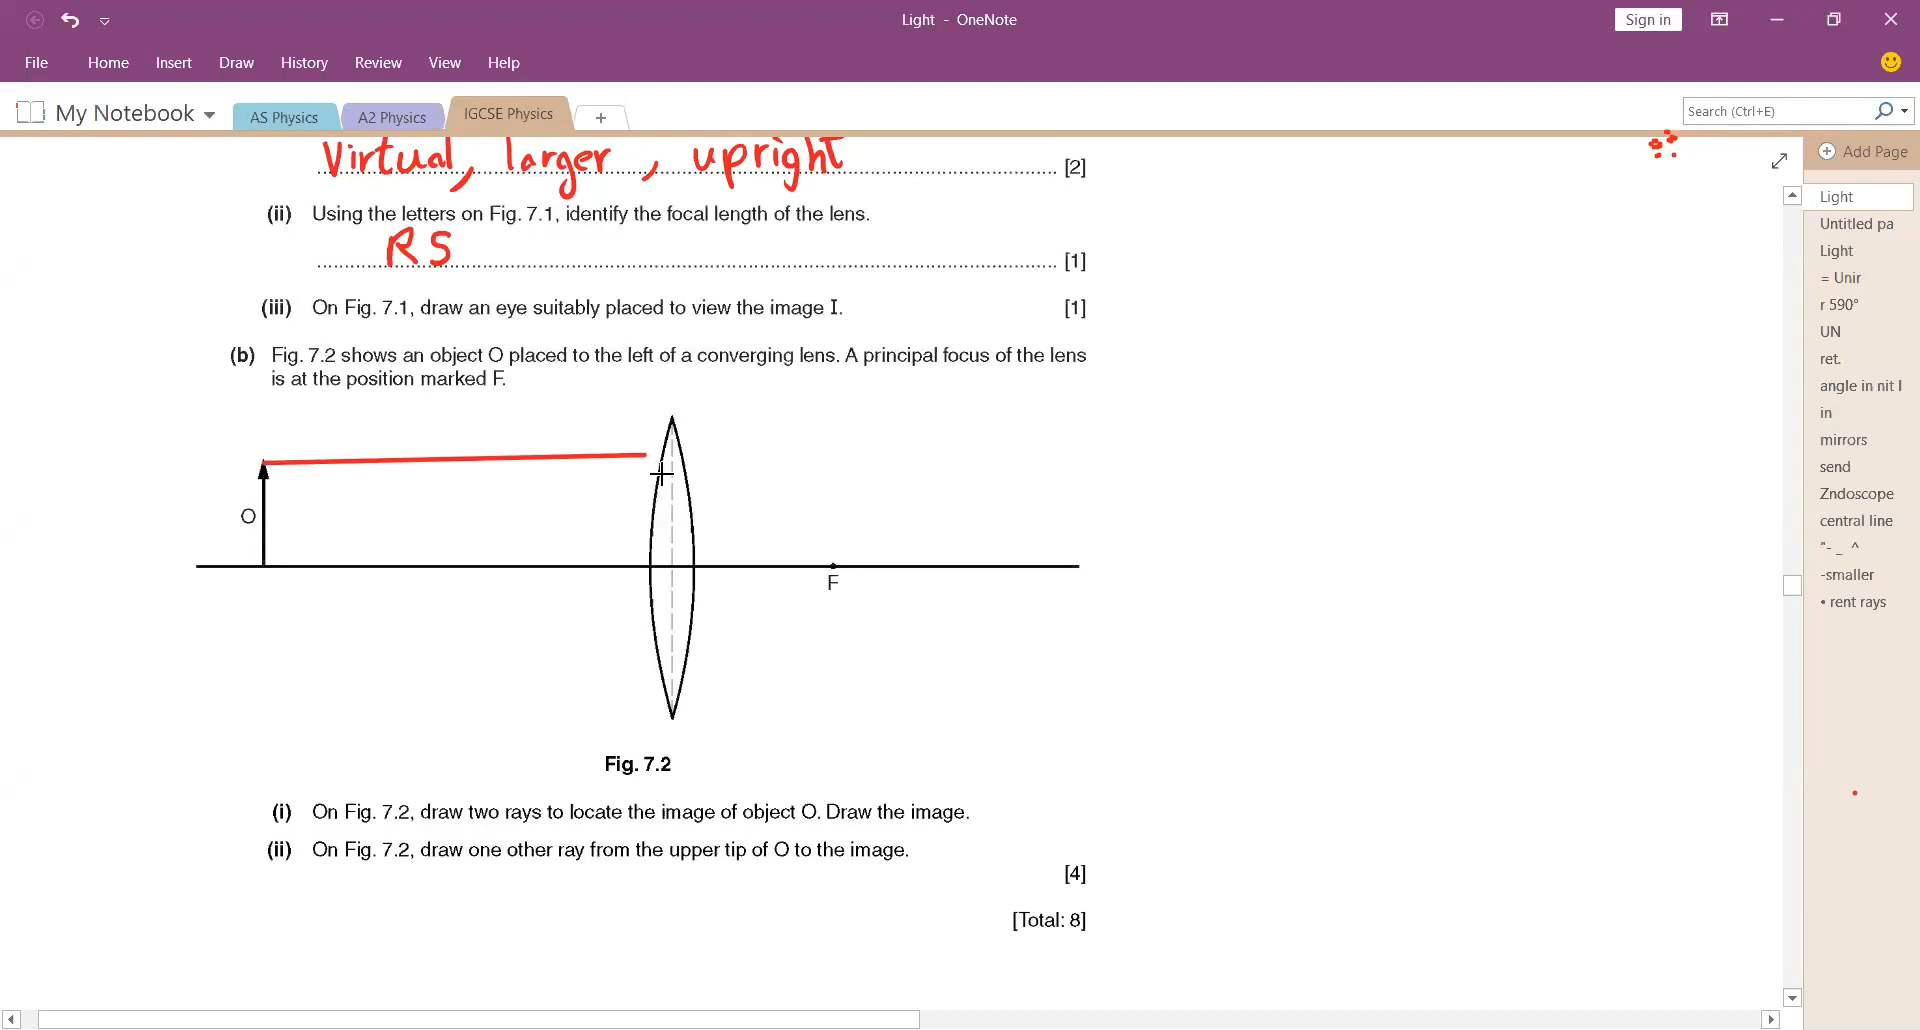 Light - OneNote
Sign in
File Home Insert Draw History Review View Help
My Notebook AS Physics A2 Physics IGCSE Physics +
Search (Ctrl+E)
Virtual, larger, upright [2]
(ii) Using the letters on Fig. 7.1, identify the focal length of the lens.
RS
[1]
(iii) On Fig. 7.1, draw an eye suitably placed to view the image I. [1]
(b) Fig. 7.2 shows an object O placed to the left of a converging lens. A principal focus of the lens
is at the position marked F.
O
F
Fig. 7.2
(i) On Fig. 7.2, draw two rays to locate the image of object O. Draw the image.
(ii) On Fig. 7.2, draw one other ray from the upper tip of O to the image.
[4]
[Total: 8]
Add Page
Light
Untitled pa
Light
= Unir
r 590°
UN
ret.
angle in nit I
in
mirrors
send
Zndoscope
central line
"- _ ^
-smaller
• rent rays